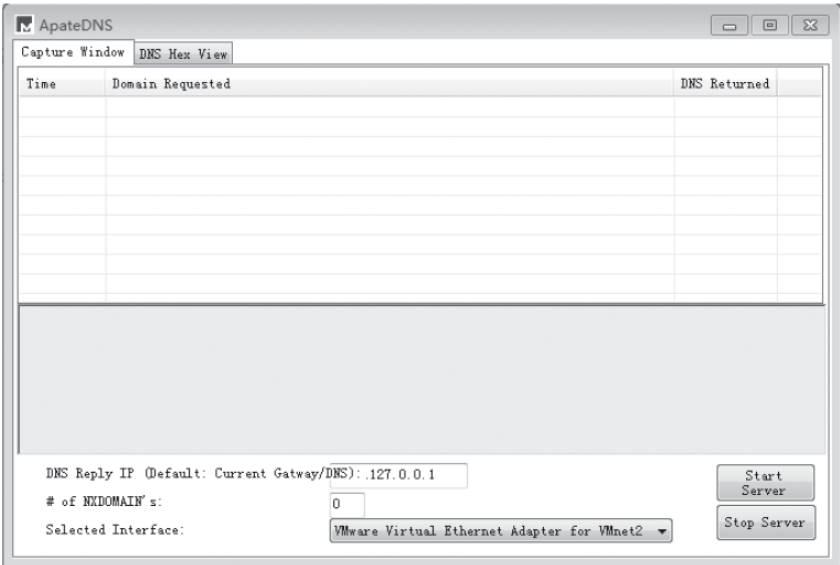 ApateDNS
Capture Window DNS Hex View
Time Domain Requested DNS Returned
DNS Reply IP (Default: Current Gatway/DNS): .127.0.0.1
Start Server
# of NXDOMAIN's: 0
Selected Interface: VMware Virtual Ethernet Adapter for VMnet2
Stop Server